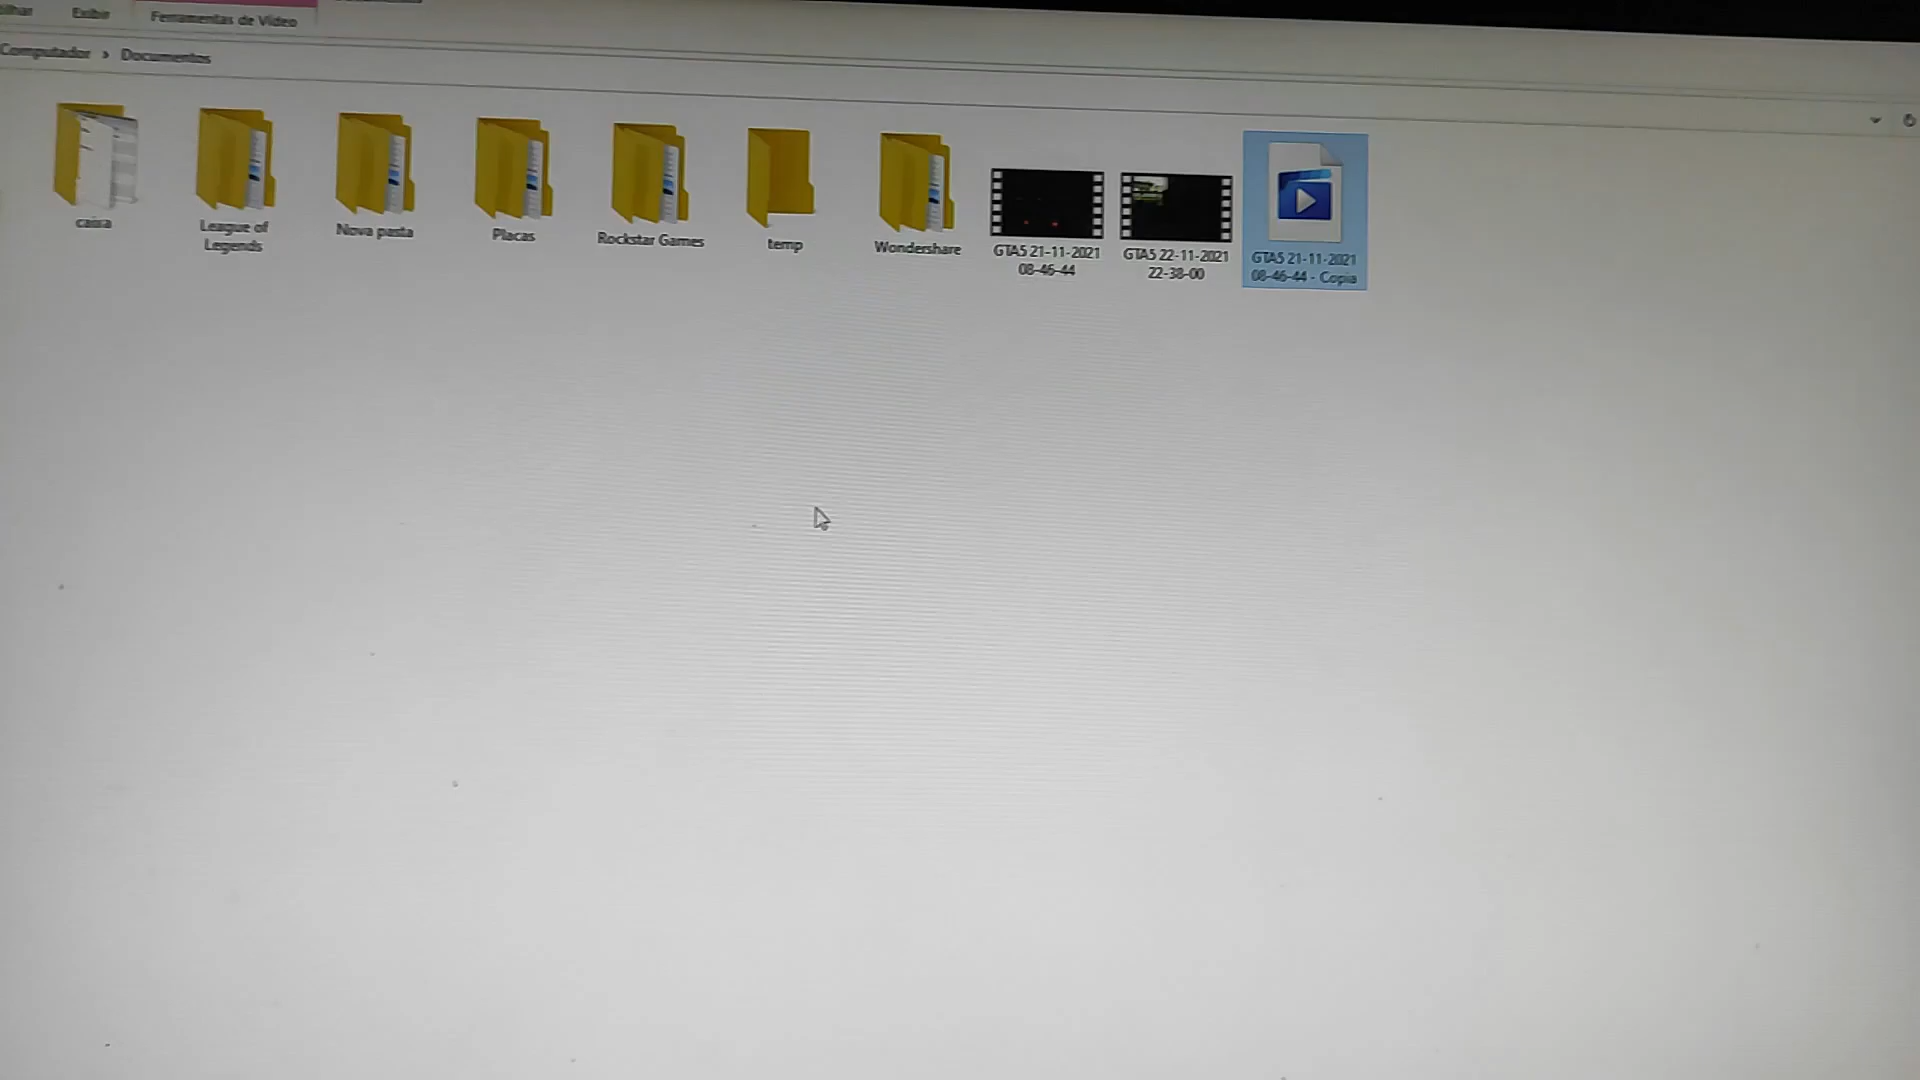 Exibir
Ferramentas de Vídeo
Computador › Documentos
caixa
League of
Legends
Nova pasta
Placas
Rockstar Games
temp
Wondershare
GTA5 21-11-2021
08-46-44
GTA5 22-11-2021
22-38-00
GTA5 21-11-2021
08-46-44 - Copia